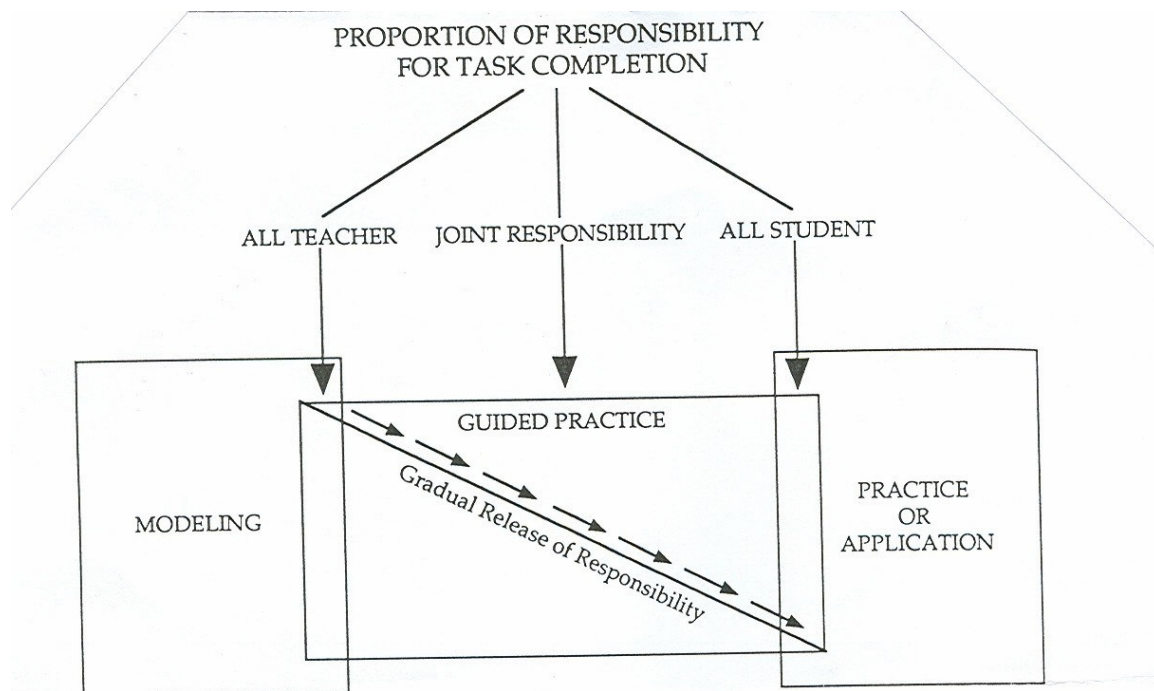 PROPORTION OF RESPONSIBILITY
FOR TASK COMPLETION
ALL TEACHER
JOINT RESPONSIBILITY
ALL STUDENT
GUIDED PRACTICE
Gradual Release of Responsibility
MODELING
PRACTICE
OR
APPLICATION